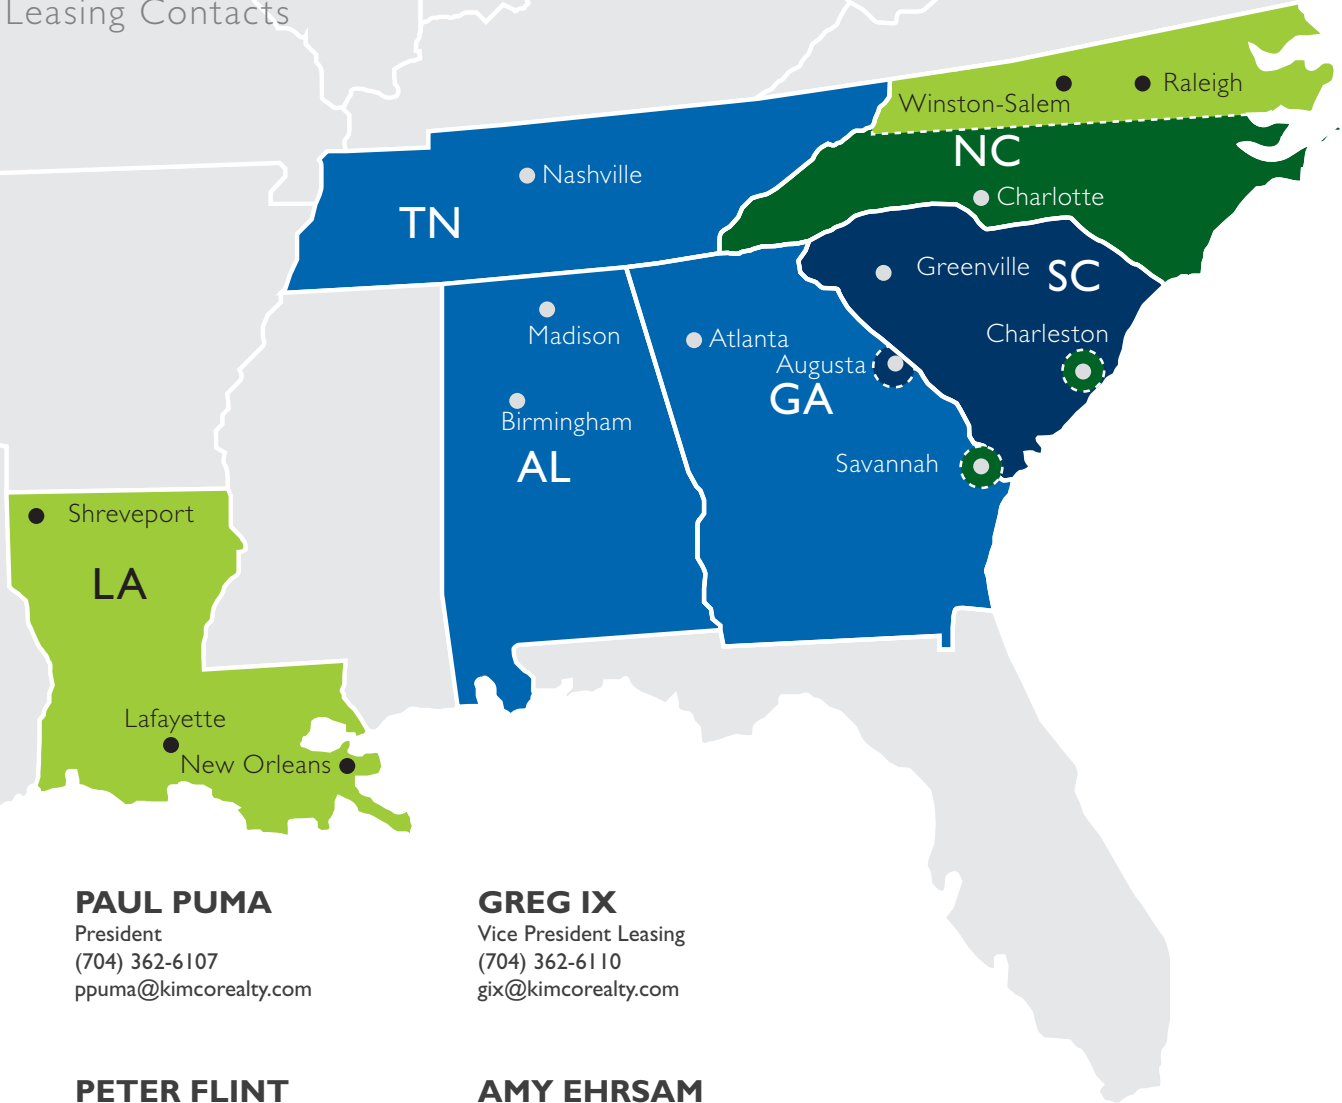 Leasing Contacts
Raleigh
Winston-Salem
NC
Nashville
Charlotte
TN
Greenville
SC
Madison
Charleston
Atlanta
Augusta
GA
Birmingham
AL
Savannah
Shreveport
LA
Lafayette
New Orleans
PAUL PUMA
President
(704) 362-6107
ppuma@kimcorealty.com
GREG IX
Vice President Leasing
(704) 362-6110
gix@kimcorealty.com
PETER FLINT
AMY EHRSAM